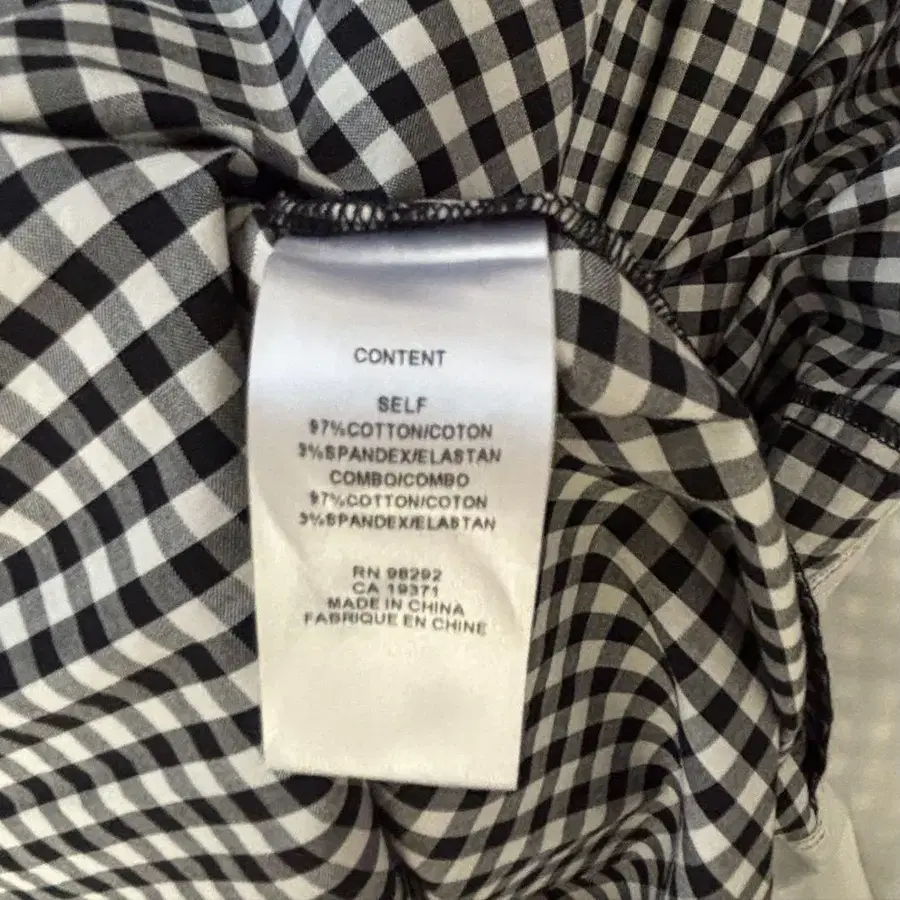 CONTENT
SELF
97%COTTON/COTON
3%SPANDEX/ELASTAN
COMBO/COMBO
97%COTTON/COTON
3%SPANDEX/ELASTAN
RN 98292
CA 19371
MADE IN CHINA
FABRIQUE EN CHINE